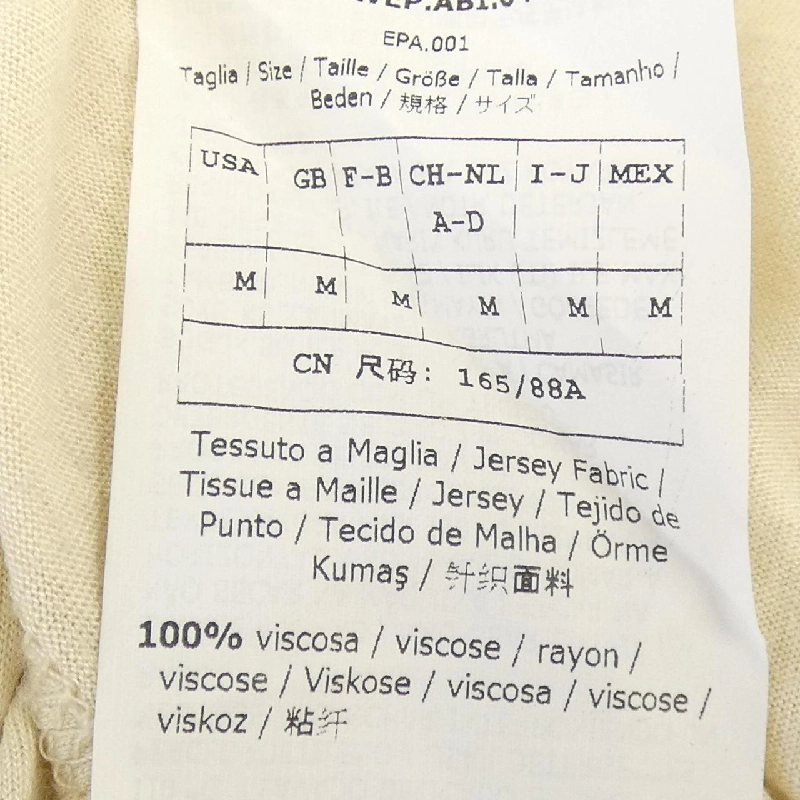 EPA.001
Taglia / Size / Taille / Größe / Talla / Tamanho /
Beden / 規格 / サイズ
USA GB F-B CH-NL I-J MEX
A-D
M M M M M M
CN 尺码: 165/88A
Tessuto a Maglia / Jersey Fabric /
Tissue a Maille / Jersey / Tejido de
Punto / Tecido de Malha / Örme
Kumaş / 针织面料
100% viscosa / viscose / rayon /
viscose / Viskose / viscosa / viscose /
viskoz / 粘纤